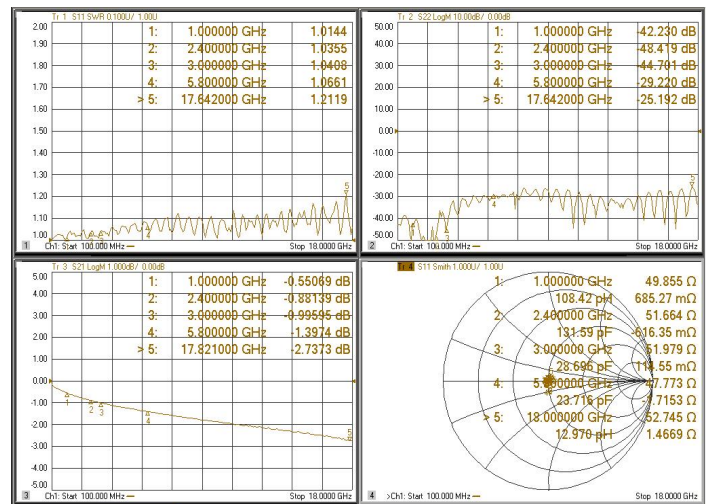 Tr 1 S11 SWR 0.100U/ 1.00U
2.00
1.90
1.80
1.70
1.60
1.50
1.40
1.30
1.20
1.10
1.00
1: 1.000000 GHz 1.0144
2: 2.400000 GHz 1.0355
3: 3.000000 GHz 1.0408
4: 5.800000 GHz 1.0661
> 5: 17.642000 GHz 1.2119
5
4
1 Ch1: Start 100.000 MHz Stop 18.0000 GHz
Tr 2 S22 LogM 10.00dB/ 0.00dB
50.00
40.00
30.00
20.00
10.00
0.00
-10.00
-20.00
-30.00
-40.00
-50.00
1: 1.000000 GHz -42.230 dB
2: 2.400000 GHz -48.419 dB
3: 3.000000 GHz -44.701 dB
4: 5.800000 GHz -29.220 dB
> 5: 17.642000 GHz -25.192 dB
5
4
3
2 Ch1: Start 100.000 MHz Stop 18.0000 GHz
Tr 3 S21 LogM 1.000dB/ 0.00dB
5.00
4.00
3.00
2.00
1.00
0.00
-1.00
-2.00
-3.00
-4.00
-5.00
1: 1.000000 GHz -0.55069 dB
2: 2.400000 GHz -0.88139 dB
3: 3.000000 GHz -0.99595 dB
4: 5.800000 GHz -1.3974 dB
> 5: 17.821000 GHz -2.7373 dB
1
2 3
4
5
3 Ch1: Start 100.000 MHz Stop 18.0000 GHz
Tr 4 S11 Smith 1.000U/ 1.00U
1: 1.000000 GHz 49.855 Ω
108.42 pH 685.27 mΩ
2: 2.400000 GHz 51.664 Ω
131.59 pF -616.35 mΩ
3: 3.000000 GHz 51.979 Ω
28.696 pF
4: 5.800000 GHz 47.773 Ω
23.716 pF -1.7153 Ω
> 5: 18.000000 GHz 52.745 Ω
12.970 pH 1.4669 Ω
4 >Ch1: Start 100.000 MHz Stop 18.0000 GHz